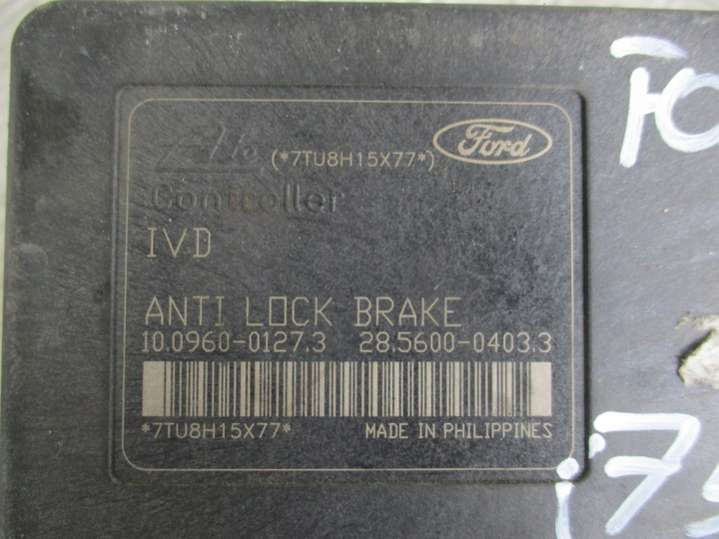 Ate (*7TU8H15X77*) Ford
Controller
IVD
ANTI LOCK BRAKE
10.0960-0127.3 28.5600-0403.3
*7TU8H15X77* MADE IN PHILIPPINES